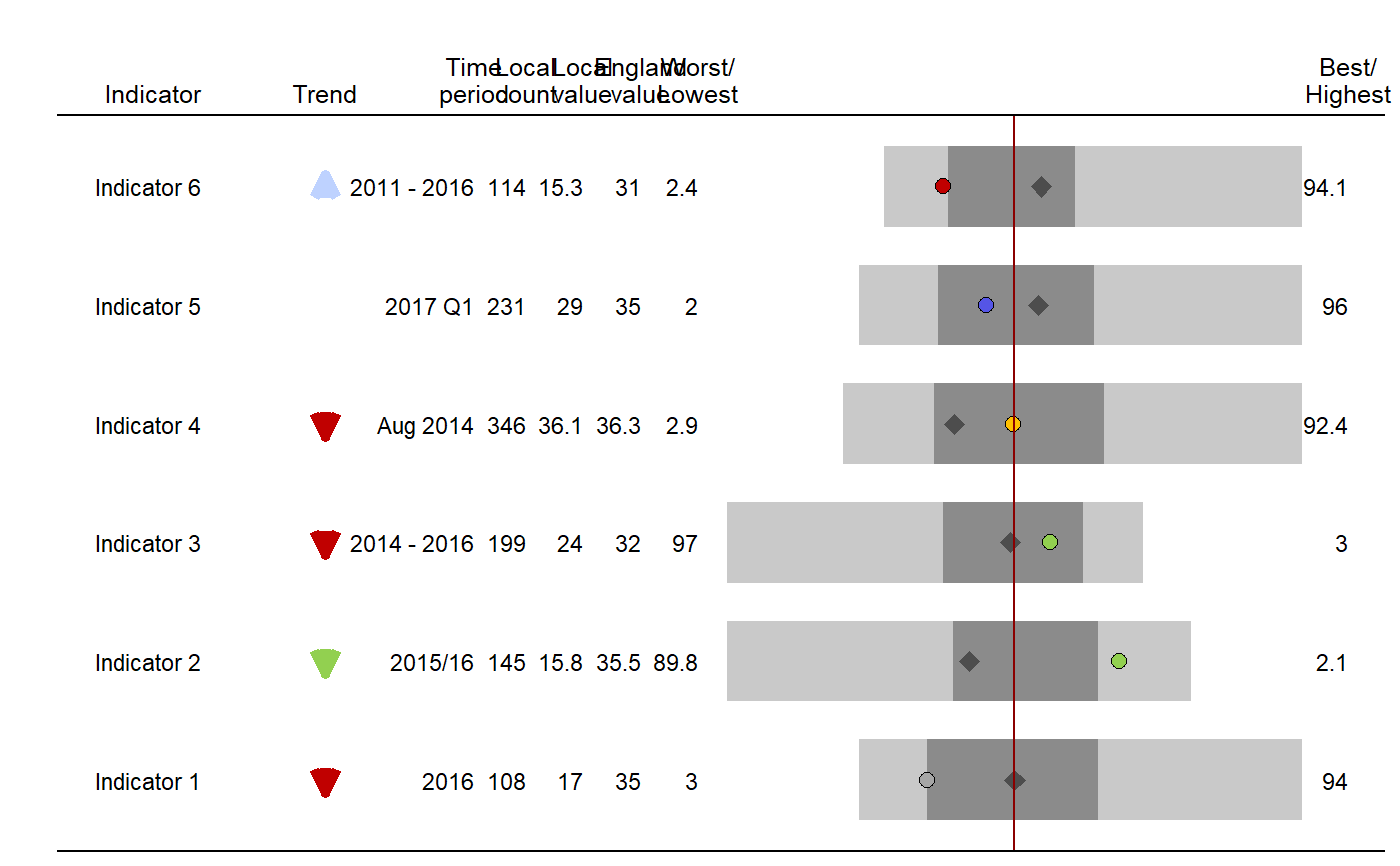 Time Local Local England Worst/ Best/
Indicator Trend period count value value Lowest Highest
Indicator 6 2011 - 2016 114 15.3 31 2.4 94.1
Indicator 5 2017 Q1 231 29 35 2 96
Indicator 4 Aug 2014 346 36.1 36.3 2.9 92.4
Indicator 3 2014 - 2016 199 24 32 97 3
Indicator 2 2015/16 145 15.8 35.5 89.8 2.1
Indicator 1 2016 108 17 35 3 94